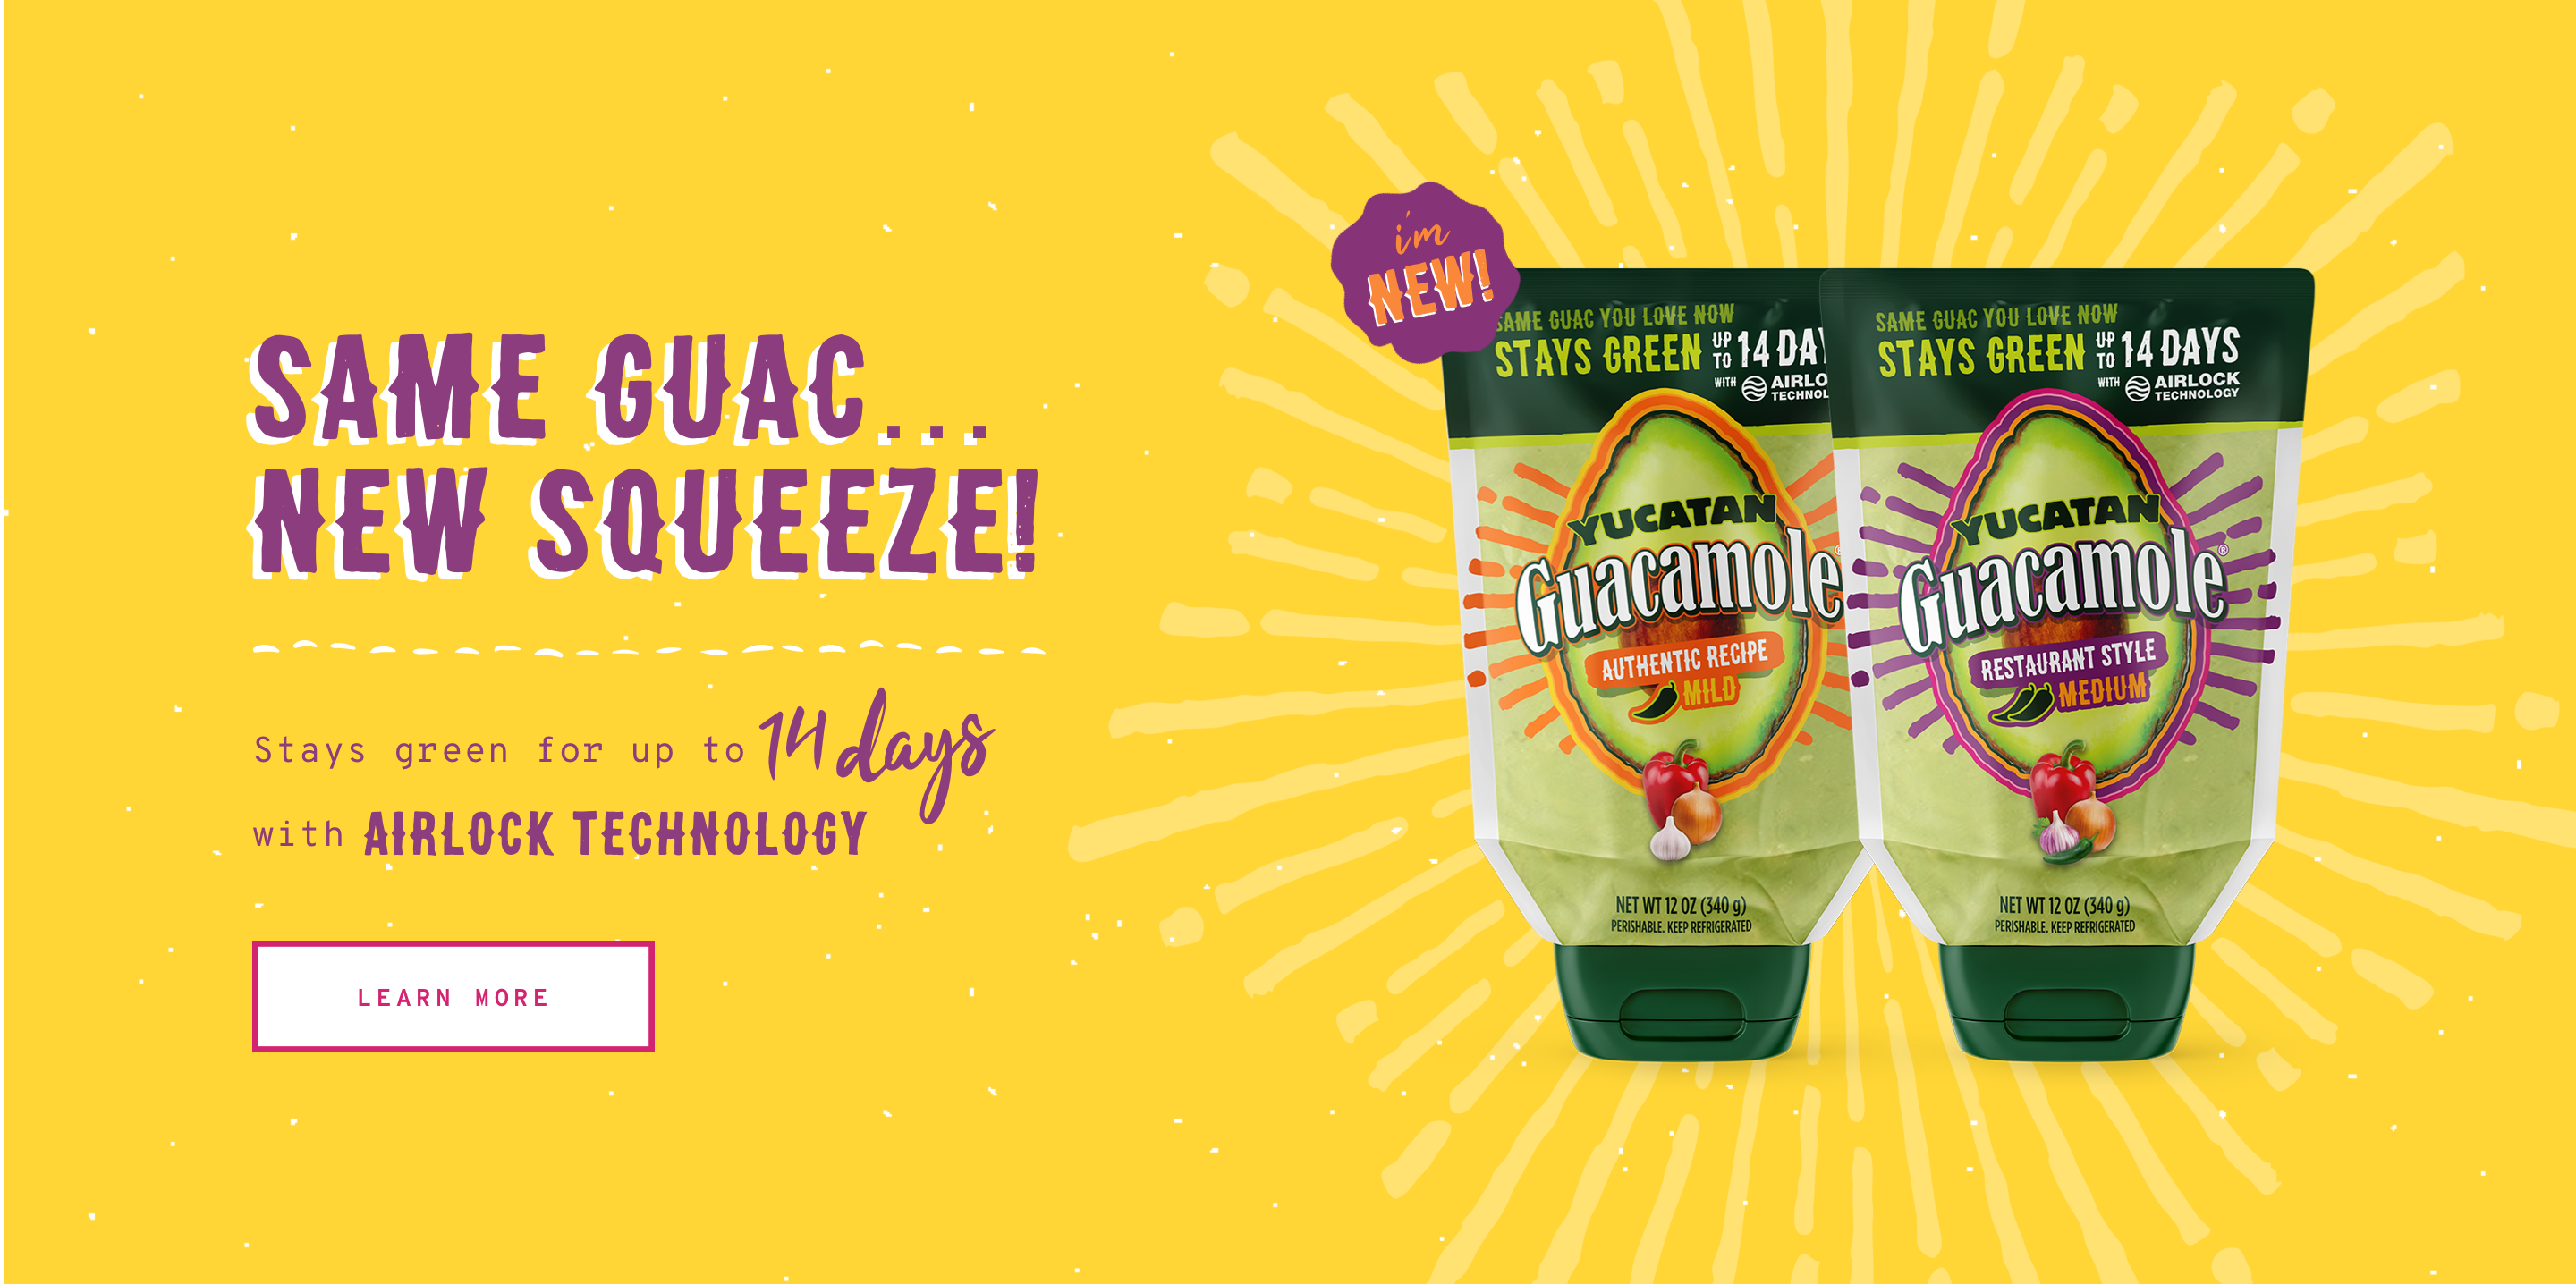 SAME GUAC...
NEW SQUEEZE!
Stays green for up to 14 days
with AIRLOCK TECHNOLOGY
LEARN MORE
i'm
NEW!
SAME GUAC YOU LOVE NOW
STAYS GREEN UP TO 14 DAY
WITH AIRLO
TECHNOL
YUCATAN
Guacamole
AUTHENTIC RECIPE
MILD
NET WT 12 OZ (340 g)
PERISHABLE. KEEP REFRIGERATED
SAME GUAC YOU LOVE NOW
STAYS GREEN UP TO 14 DAYS
WITH AIRLOCK
TECHNOLOGY
YUCATAN
Guacamole®
RESTAURANT STYLE
MEDIUM
NET WT 12 OZ (340 g)
PERISHABLE. KEEP REFRIGERATED